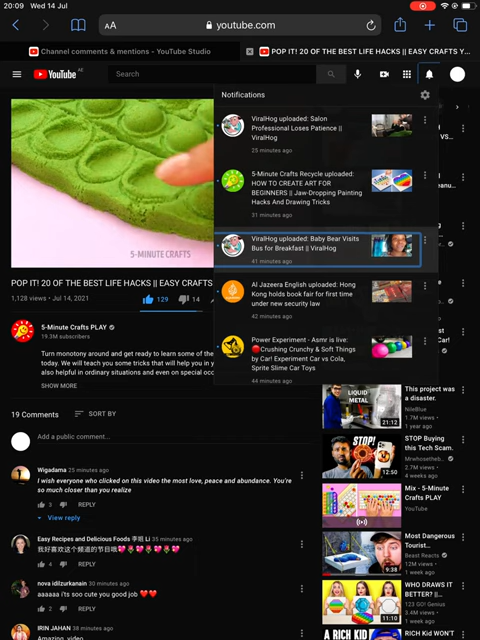 20:09 Wed 14 Jul
AA
youtube.com
Channel comments & mentions - YouTube Studio
POP IT! 20 OF THE BEST LIFE HACKS || EASY CRAFTS Y...
YouTube AE
Search
Notifications
ViralHog uploaded: Salon
Professional Loses Patience ||
ViralHog
25 minutes ago
5-Minute Crafts Recycle uploaded:
HOW TO CREATE ART FOR
BEGINNERS || Jaw-Dropping Painting
Hacks And Drawing Tricks
31 minutes ago
ViralHog uploaded: Baby Bear Visits
Bus for Breakfast || ViralHog
41 minutes ago
Al Jazeera English uploaded: Hong
Kong holds book fair for first time
under new security law
42 minutes ago
Power Experiment - Asmr is live:
🔴Crushing Crunchy & Soft Things
by Car! Experiment Car vs Cola,
Sprite Slime Car Toys
44 minutes ago
5-MINUTE CRAFTS
POP IT! 20 OF THE BEST LIFE HACKS || EASY CRAFTS
1,128 views • Jul 14, 2021
129
14
5-Minute Crafts PLAY
19.3M subscribers
Turn monotony around and get ready to learn some of the
today. We will teach you some tricks that will help you in y
also helpful in ordinary situations and even on special oc
SHOW MORE
19 Comments
SORT BY
Add a public comment...
Wigadama 25 minutes ago
I wish everyone who clicked on this video the most love, peace and abundance. You're
so much closer than you realize
3
REPLY
View reply
Easy Recipes and Delicious Foods 李姐 Li 35 minutes ago
我好喜欢这个频道的节目哦💘🌹💘🌹💘🌹💘
4
REPLY
nova idilzurkanain 30 minutes ago
aaaaaa i'ts soo cute you good job ❤️❤️
2
REPLY
IRIN JAHAN 38 minutes ago
Amazing video
LIQUID
METAL
21:12
This project was
a disaster.
NileBlue
1.7M views •
1 year ago
STOP!
12:50
STOP Buying
this Tech Scam.
Mrwhosetheb...
2.7M views •
4 weeks ago
Mix - 5-Minute
Crafts PLAY
YouTube
9:38
Most Dangerous
Tourist...
Beast Reacts
12M views •
1 week ago
11:10
WHO DRAWS IT
BETTER? ||...
123 GO! Genius
3.4M views •
1 week ago
A RICH KID
RICH KID WON'T